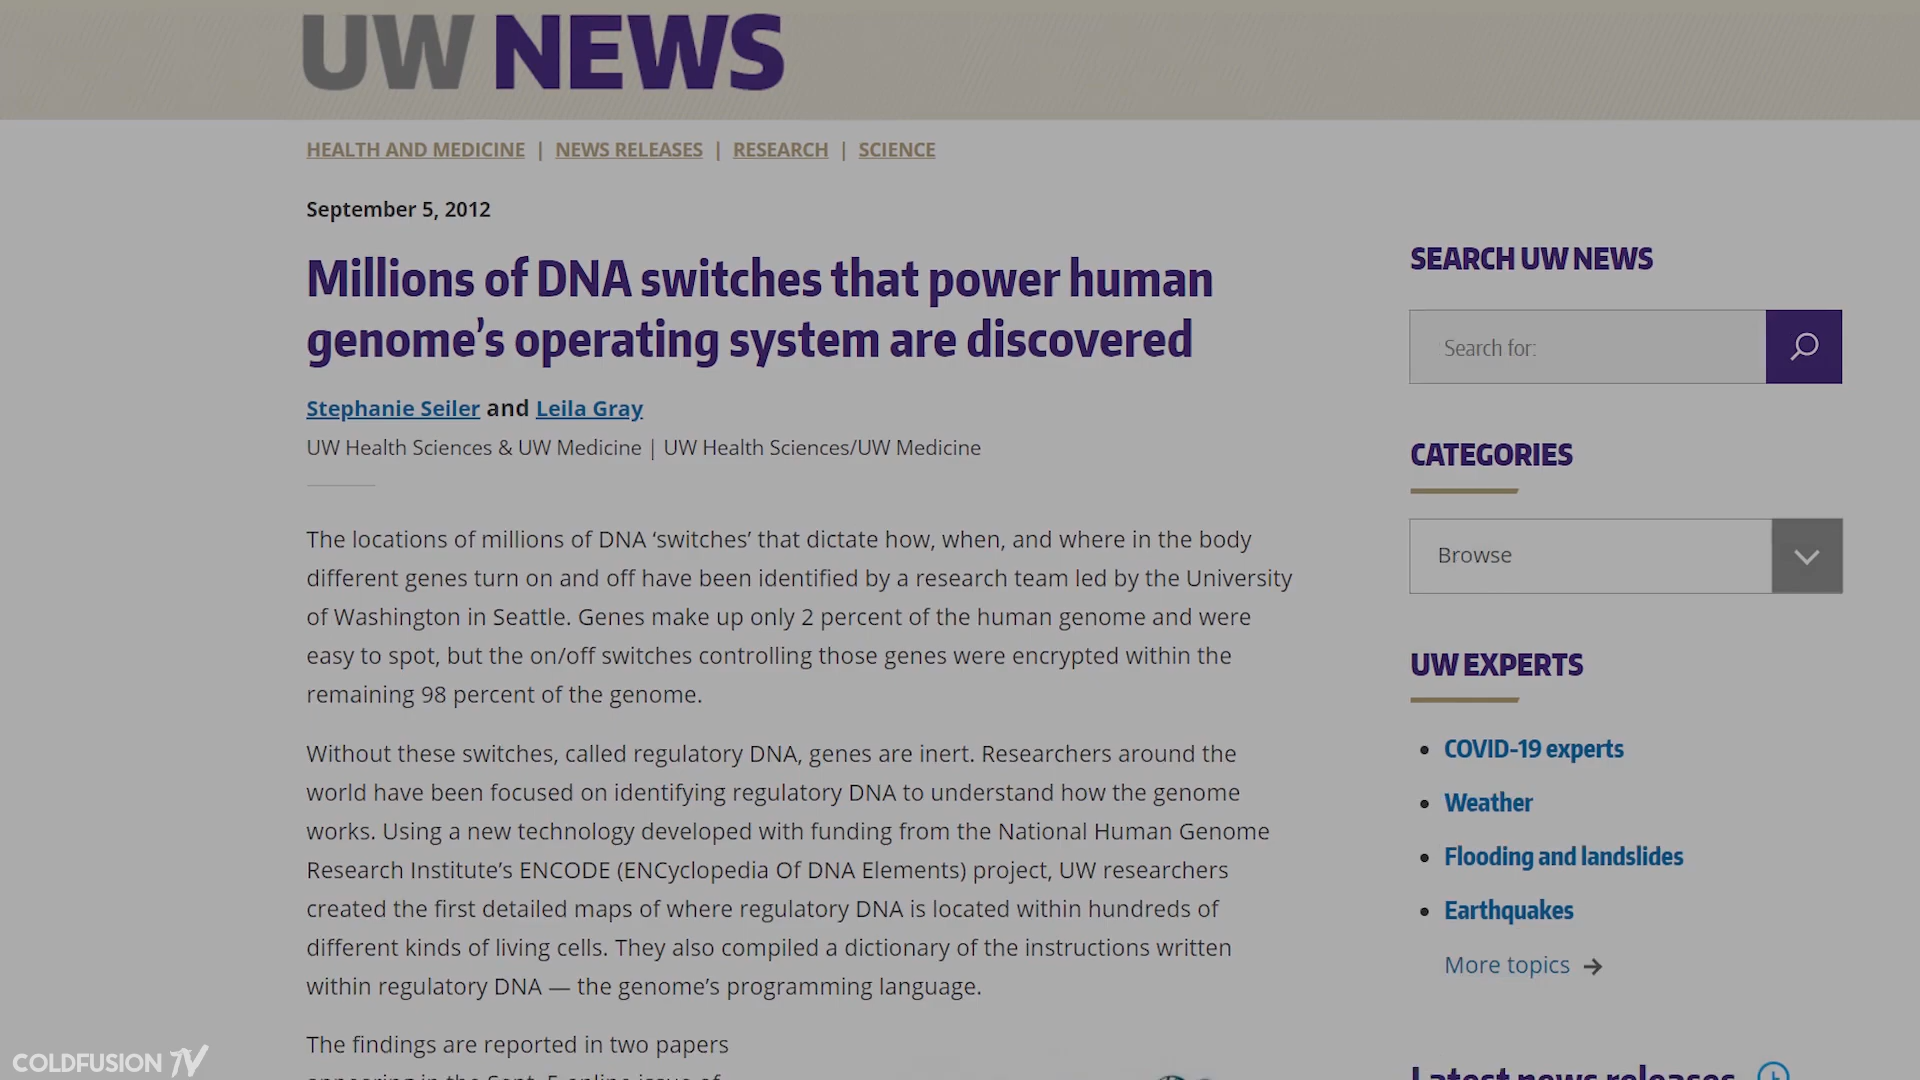 UW NEWS
HEALTH AND MEDICINE | NEWS RELEASES | RESEARCH | SCIENCE
September 5, 2012
Millions of DNA switches that power human
genome’s operating system are discovered
Stephanie Seiler and Leila Gray
UW Health Sciences & UW Medicine | UW Health Sciences/UW Medicine
The locations of millions of DNA ‘switches’ that dictate how, when, and where in the body
different genes turn on and off have been identified by a research team led by the University
of Washington in Seattle. Genes make up only 2 percent of the human genome and were
easy to spot, but the on/off switches controlling those genes were encrypted within the
remaining 98 percent of the genome.
Without these switches, called regulatory DNA, genes are inert. Researchers around the
world have been focused on identifying regulatory DNA to understand how the genome
works. Using a new technology developed with funding from the National Human Genome
Research Institute’s ENCODE (ENCyclopedia Of DNA Elements) project, UW researchers
created the first detailed maps of where regulatory DNA is located within hundreds of
different kinds of living cells. They also compiled a dictionary of the instructions written
within regulatory DNA — the genome’s programming language.
The findings are reported in two papers
appearing in the Sept. 5 online issue of
SEARCH UW NEWS
Search for:
CATEGORIES
Browse
UW EXPERTS
COVID-19 experts
Weather
Flooding and landslides
Earthquakes
More topics
Latest news releases
COLDFUSION TV